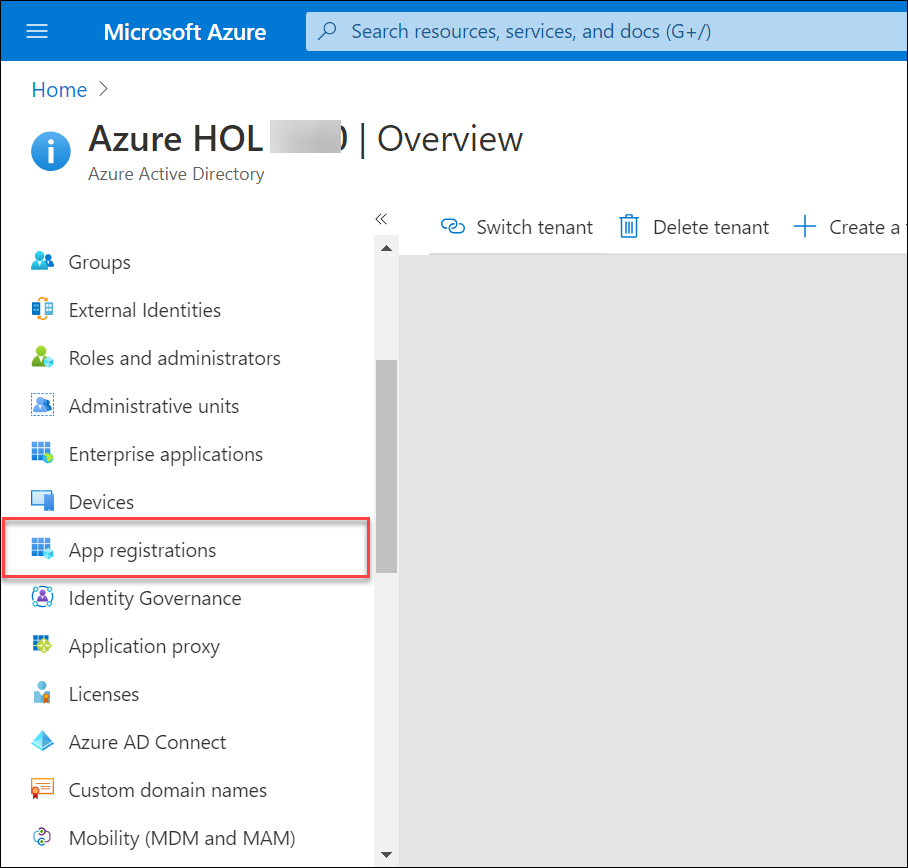 Microsoft Azure
Search resources, services, and docs (G+/)
Home
Azure HOL | Overview
Azure Active Directory
Switch tenant
Delete tenant
Create a
Groups
External Identities
Roles and administrators
Administrative units
Enterprise applications
Devices
App registrations
Identity Governance
Application proxy
Licenses
Azure AD Connect
Custom domain names
Mobility (MDM and MAM)